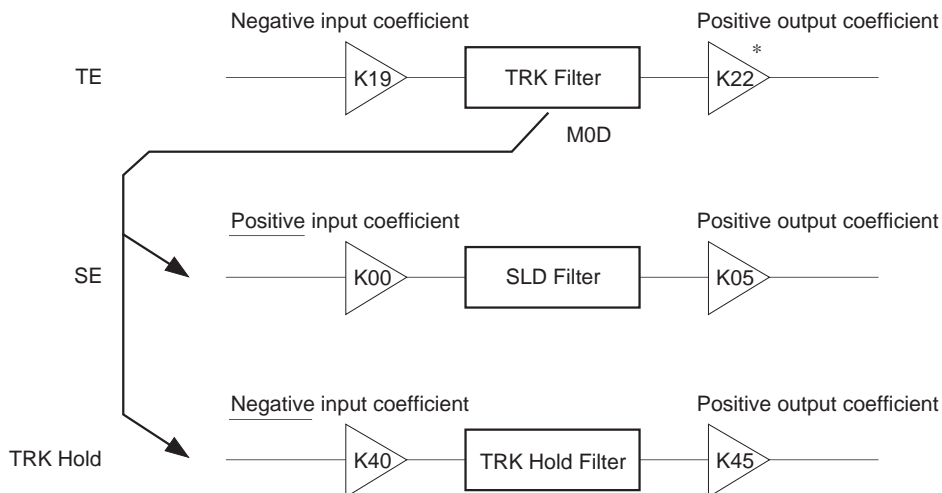 Negative input coefficient Positive output coefficient
TE K19 TRK Filter K22 *
M0D
Positive input coefficient Positive output coefficient
SE K00 SLD Filter K05
Negative input coefficient Positive output coefficient
TRK Hold K40 TRK Hold Filter K45